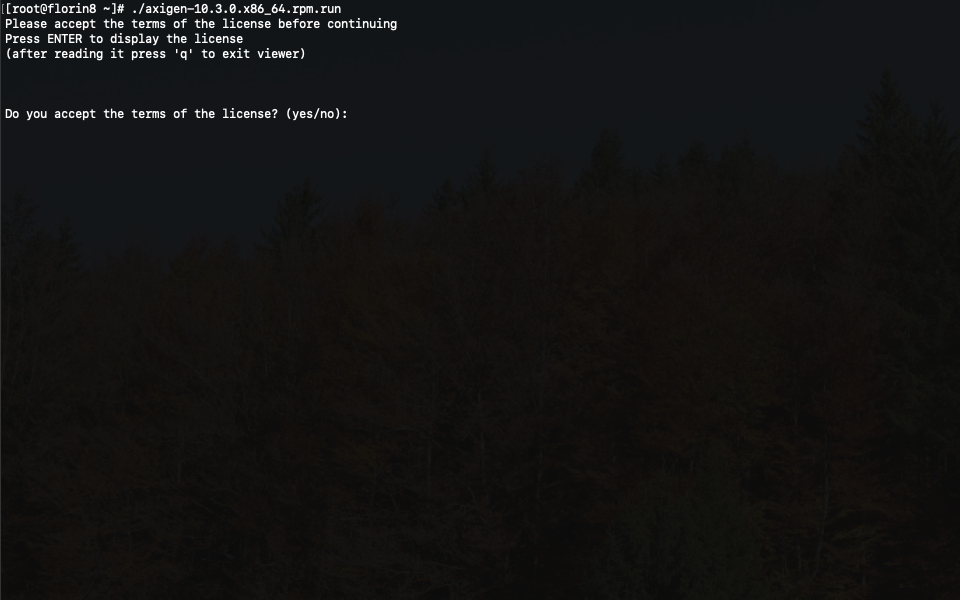 [[root@florin8 ~]# ./axigen-10.3.0.x86_64.rpm.run
Please accept the terms of the license before continuing
Press ENTER to display the license
(after reading it press 'q' to exit viewer)
Do you accept the terms of the license? (yes/no):